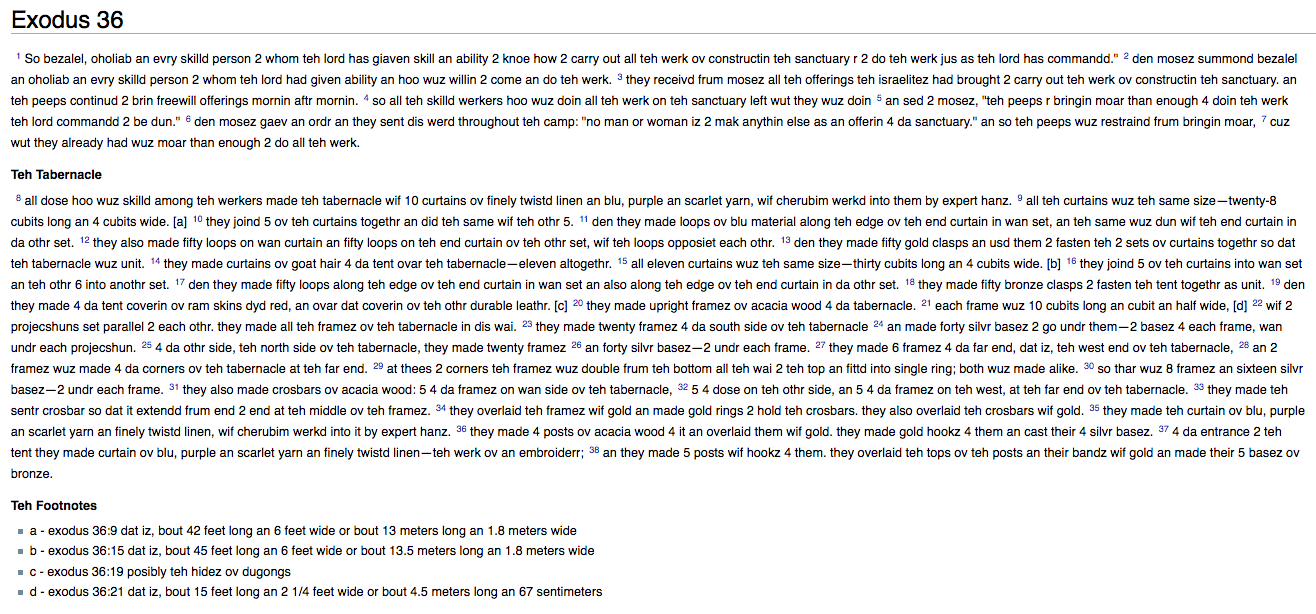 Exodus 36
1 So bezalel, oholiab an evry skilld person 2 whom teh lord has giaven skill an ability 2 knoe how 2 carry out all teh werk ov constructin teh sanctuary r 2 do teh werk jus as teh lord has commandd." 2 den mosez summond bezalel
an oholiab an evry skilld person 2 whom teh lord had given ability an hoo wuz willin 2 come an do teh werk. 3 they receivd frum mosez all teh offerings teh israelitez had brought 2 carry out teh werk ov constructin teh sanctuary. an
teh peeps continud 2 brin freewill offerings mornin aftr mornin. 4 so all teh skilld werkers hoo wuz doin all teh werk on teh sanctuary left wut they wuz doin 5 an sed 2 mosez, "teh peeps r bringin moar than enough 4 doin teh werk
teh lord commandd 2 be dun." 6 den mosez gaev an ordr an they sent dis werd throughout teh camp: "no man or woman iz 2 mak anythin else as an offerin 4 da sanctuary." an so teh peeps wuz restraind frum bringin moar, 7 cuz
wut they already had wuz moar than enough 2 do all teh werk.
Teh Tabernacle
8 all dose hoo wuz skilld among teh werkers made teh tabernacle wif 10 curtains ov finely twistd linen an blu, purple an scarlet yarn, wif cherubim werkd into them by expert hanz. 9 all teh curtains wuz teh same size—twenty-8
cubits long an 4 cubits wide. [a] 10 they joind 5 ov teh curtains togethr an did teh same wif teh othr 5. 11 den they made loops ov blu material along teh edge ov teh end curtain in wan set, an teh same wuz dun wif teh end curtain in
da othr set. 12 they also made fifty loops on wan curtain an fifty loops on teh end curtain ov teh othr set, wif teh loops opposiet each othr. 13 den they made fifty gold clasps an usd them 2 fasten teh 2 sets ov curtains togethr so dat
teh tabernacle wuz unit. 14 they made curtains ov goat hair 4 da tent ovar teh tabernacle—eleven altogethr. 15 all eleven curtains wuz teh same size—thirty cubits long an 4 cubits wide. [b] 16 they joind 5 ov teh curtains into wan set
an teh othr 6 into anothr set. 17 den they made fifty loops along teh edge ov teh end curtain in wan set an also along teh edge ov teh end curtain in da othr set. 18 they made fifty bronze clasps 2 fasten teh tent togethr as unit. 19 den
they made 4 da tent coverin ov ram skins dyd red, an ovar dat coverin ov teh othr durable leathr. [c] 20 they made upright framez ov acacia wood 4 da tabernacle. 21 each frame wuz 10 cubits long an cubit an half wide, [d] 22 wif 2
projecshuns set parallel 2 each othr. they made all teh framez ov teh tabernacle in dis wai. 23 they made twenty framez 4 da south side ov teh tabernacle 24 an made forty silvr basez 2 go undr them—2 basez 4 each frame, wan
undr each projecshun. 25 4 da othr side, teh north side ov teh tabernacle, they made twenty framez 26 an forty silvr basez—2 undr each frame. 27 they made 6 framez 4 da far end, dat iz, teh west end ov teh tabernacle, 28 an 2
framez wuz made 4 da corners ov teh tabernacle at teh far end. 29 at thees 2 corners teh framez wuz double frum teh bottom all teh wai 2 teh top an fittd into single ring; both wuz made alike. 30 so thar wuz 8 framez an sixteen silvr
basez—2 undr each frame. 31 they also made crosbars ov acacia wood: 5 4 da framez on wan side ov teh tabernacle, 32 5 4 dose on teh othr side, an 5 4 da framez on teh west, at teh far end ov teh tabernacle. 33 they made teh
sentr crosbar so dat it extendd frum end 2 end at teh middle ov teh framez. 34 they overlaid teh framez wif gold an made gold rings 2 hold teh crosbars. they also overlaid teh crosbars wif gold. 35 they made teh curtain ov blu, purple
an scarlet yarn an finely twistd linen, wif cherubim werkd into it by expert hanz. 36 they made 4 posts ov acacia wood 4 it an overlaid them wif gold. they made gold hookz 4 them an cast their 4 silvr basez. 37 4 da entrance 2 teh
tent they made curtain ov blu, purple an scarlet yarn an finely twistd linen—teh werk ov an embroiderr; 38 an they made 5 posts wif hookz 4 them. they overlaid teh tops ov teh posts an their bandz wif gold an made their 5 basez ov
bronze.
Teh Footnotes
a - exodus 36:9 dat iz, bout 42 feet long an 6 feet wide or bout 13 meters long an 1.8 meters wide
b - exodus 36:15 dat iz, bout 45 feet long an 6 feet wide or bout 13.5 meters long an 1.8 meters wide
c - exodus 36:19 posibly teh hidez ov dugongs
d - exodus 36:21 dat iz, bout 15 feet long an 2 1/4 feet wide or bout 4.5 meters long an 67 sentimeters